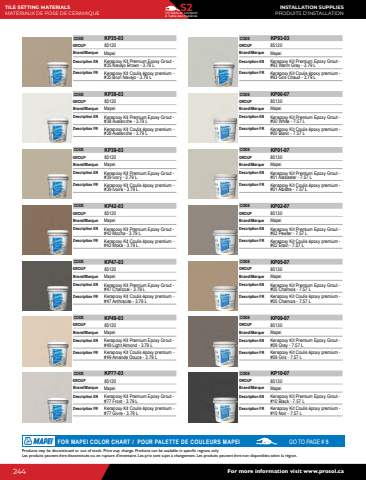 TILE SETTING MATERIALS
MATÉRIAUX DE POSE DE CÉRAMIQUE
52
INSTALLATION SUPPLIES
PRODUITS D'INSTALLATION
CODE KP35-03
GROUP 85120
Brand/Marque Mapei
Description EN Kerapoxy Kit Premium Epoxy Grout -
#35 Navajo Brown - 3.79 L
Description FR Kerapoxy Kit Coulis époxy premium -
#35 Brun Navajo - 3.79 L
CODE KP38-03
GROUP 85120
Brand/Marque Mapei
Description EN Kerapoxy Kit Premium Epoxy Grout -
#38 Avalanche - 3.79 L
Description FR Kerapoxy Kit Coulis époxy premium -
#38 Avalanche - 3.79 L
CODE KP39-03
GROUP 85120
Brand/Marque Mapei
Description EN Kerapoxy Kit Premium Epoxy Grout -
#39 Ivory - 3.79 L
Description FR Kerapoxy Kit Coulis époxy premium -
#39 Ivoire - 3.79 L
CODE KP42-03
GROUP 85120
Brand/Marque Mapei
Description EN Kerapoxy Kit Premium Epoxy Grout -
#42 Mocha - 3.79 L
Description FR Kerapoxy Kit Coulis époxy premium -
#42 Moka - 3.79 L
CODE KP47-03
GROUP 85120
Brand/Marque Mapei
Description EN Kerapoxy Kit Premium Epoxy Grout -
#47 Charcoal - 3.79 L
Description FR Kerapoxy Kit Coulis époxy premium -
#47 Anthracite - 3.79 L
CODE KP49-03
GROUP 85120
Brand/Marque Mapei
Description EN Kerapoxy Kit Premium Epoxy Grout -
#49 Light Almond - 3.79 L
Description FR Kerapoxy Kit Coulis époxy premium -
#49 Amande Douce - 3.79 L
CODE KP77-03
GROUP 85120
Brand/Marque Mapei
Description EN Kerapoxy Kit Premium Epoxy Grout -
#77 Frost - 3.79 L
Description FR Kerapoxy Kit Coulis époxy premium -
#77 Givre - 3.79 L
CODE KP93-03
GROUP 85120
Brand/Marque Mapei
Description EN Kerapoxy Kit Premium Epoxy Grout -
#93 Warm Gray - 3.79 L
Description FR Kerapoxy Kit Coulis époxy premium -
#93 Gris Chaud - 3.79 L
CODE KP00-07
GROUP 85120
Brand/Marque Mapei
Description EN Kerapoxy Kit Premium Epoxy Grout -
#00 White - 7.57 L
Description FR Kerapoxy Kit Coulis époxy premium -
#00 Blanc - 7.57 L
CODE KP01-07
GROUP 85120
Brand/Marque Mapei
Description EN Kerapoxy Kit Premium Epoxy Grout -
#01 Alabaster - 7.57 L
Description FR Kerapoxy Kit Coulis époxy premium -
#01 Albâtre - 7.57 L
CODE KP02-07
GROUP 85120
Brand/Marque Mapei
Description EN Kerapoxy Kit Premium Epoxy Grout -
#02 Pewter - 7.57 L
Description FR Kerapoxy Kit Coulis époxy premium -
#02 Étain - 7.57 L
CODE KP05-07
GROUP 85120
Brand/Marque Mapei
Description EN Kerapoxy Kit Premium Epoxy Grout -
#05 Chamois - 7.57 L
Description FR Kerapoxy Kit Coulis époxy premium -
#05 Chamois - 7.57 L
CODE KP09-07
GROUP 85120
Brand/Marque Mapei
Description EN Kerapoxy Kit Premium Epoxy Grout -
#09 Gray - 7.57 L
Description FR Kerapoxy Kit Coulis époxy premium -
#09 Gris - 7.57 L
CODE KP10-07
GROUP 85120
Brand/Marque Mapei
Description EN Kerapoxy Kit Premium Epoxy Grout -
#10 Black - 7.57 L
Description FR Kerapoxy Kit Coulis époxy premium -
#10 Noir - 7.57 L
MAPEI FOR MAPEI COLOR CHART / POUR PALETTE DE COULEURS MAPEI GO TO PAGE # 5
Products may be discontinued or out of stock. Price may change. Products can be available in specific regions only.
Les produits peuvent être discontinués ou en rupture d'inventaire. Les prix sont sujet à changement. Les produits peuvent être non disponibles selon la région.
244
For more information visit www.prosol.ca